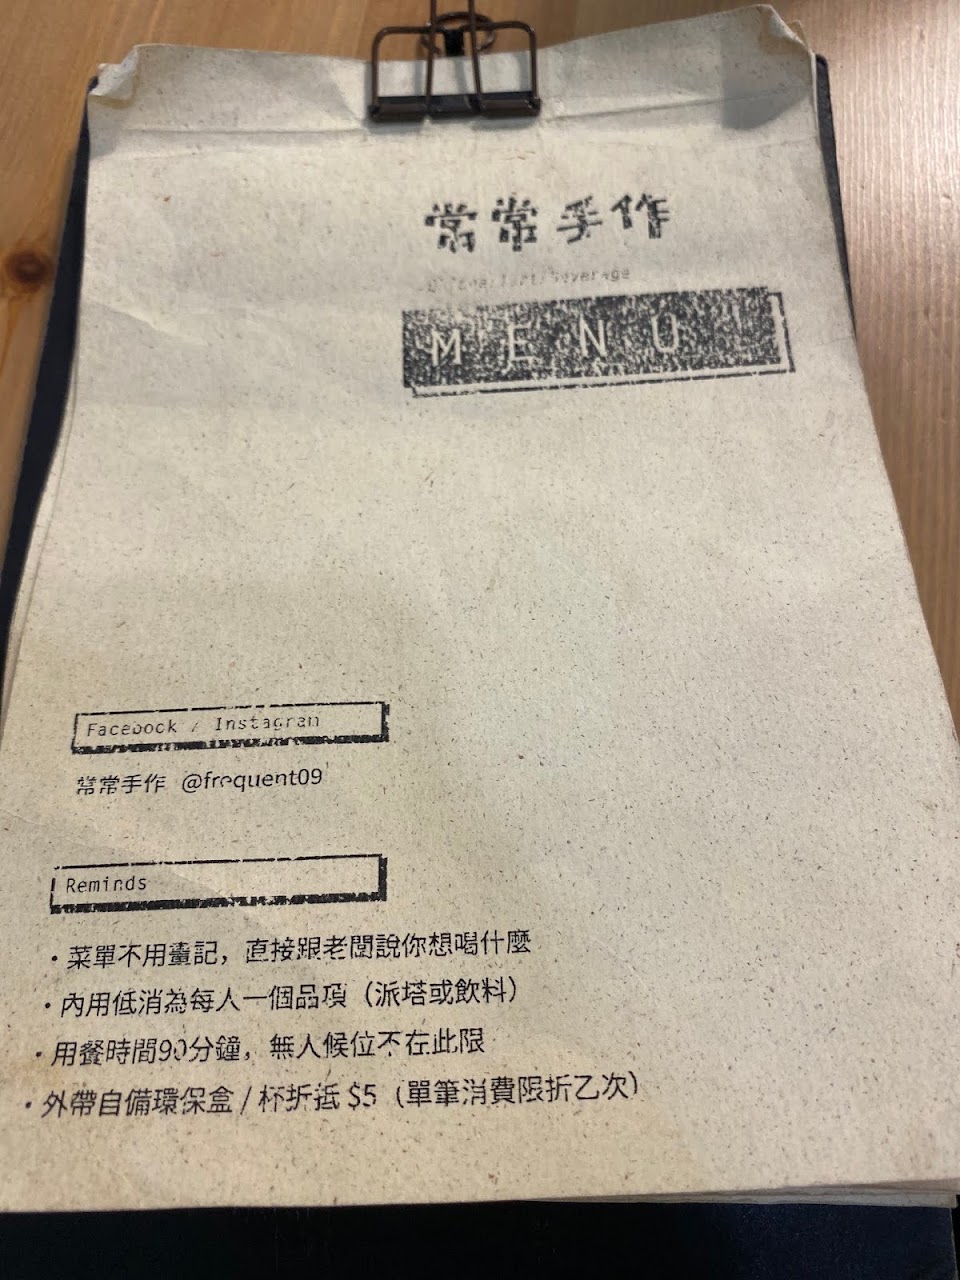 常常手作
MENU
Facebook / Instagram
常常手作 @frequent09
Reminds
・菜單不用畫記，直接跟老闆說你想喝什麼
・內用低消為每人一個品項（派塔或飲料）
・用餐時間90分鐘，無人候位不在此限
・外帶自備環保盒 / 杯折抵 $5（單筆消費限折乙次）